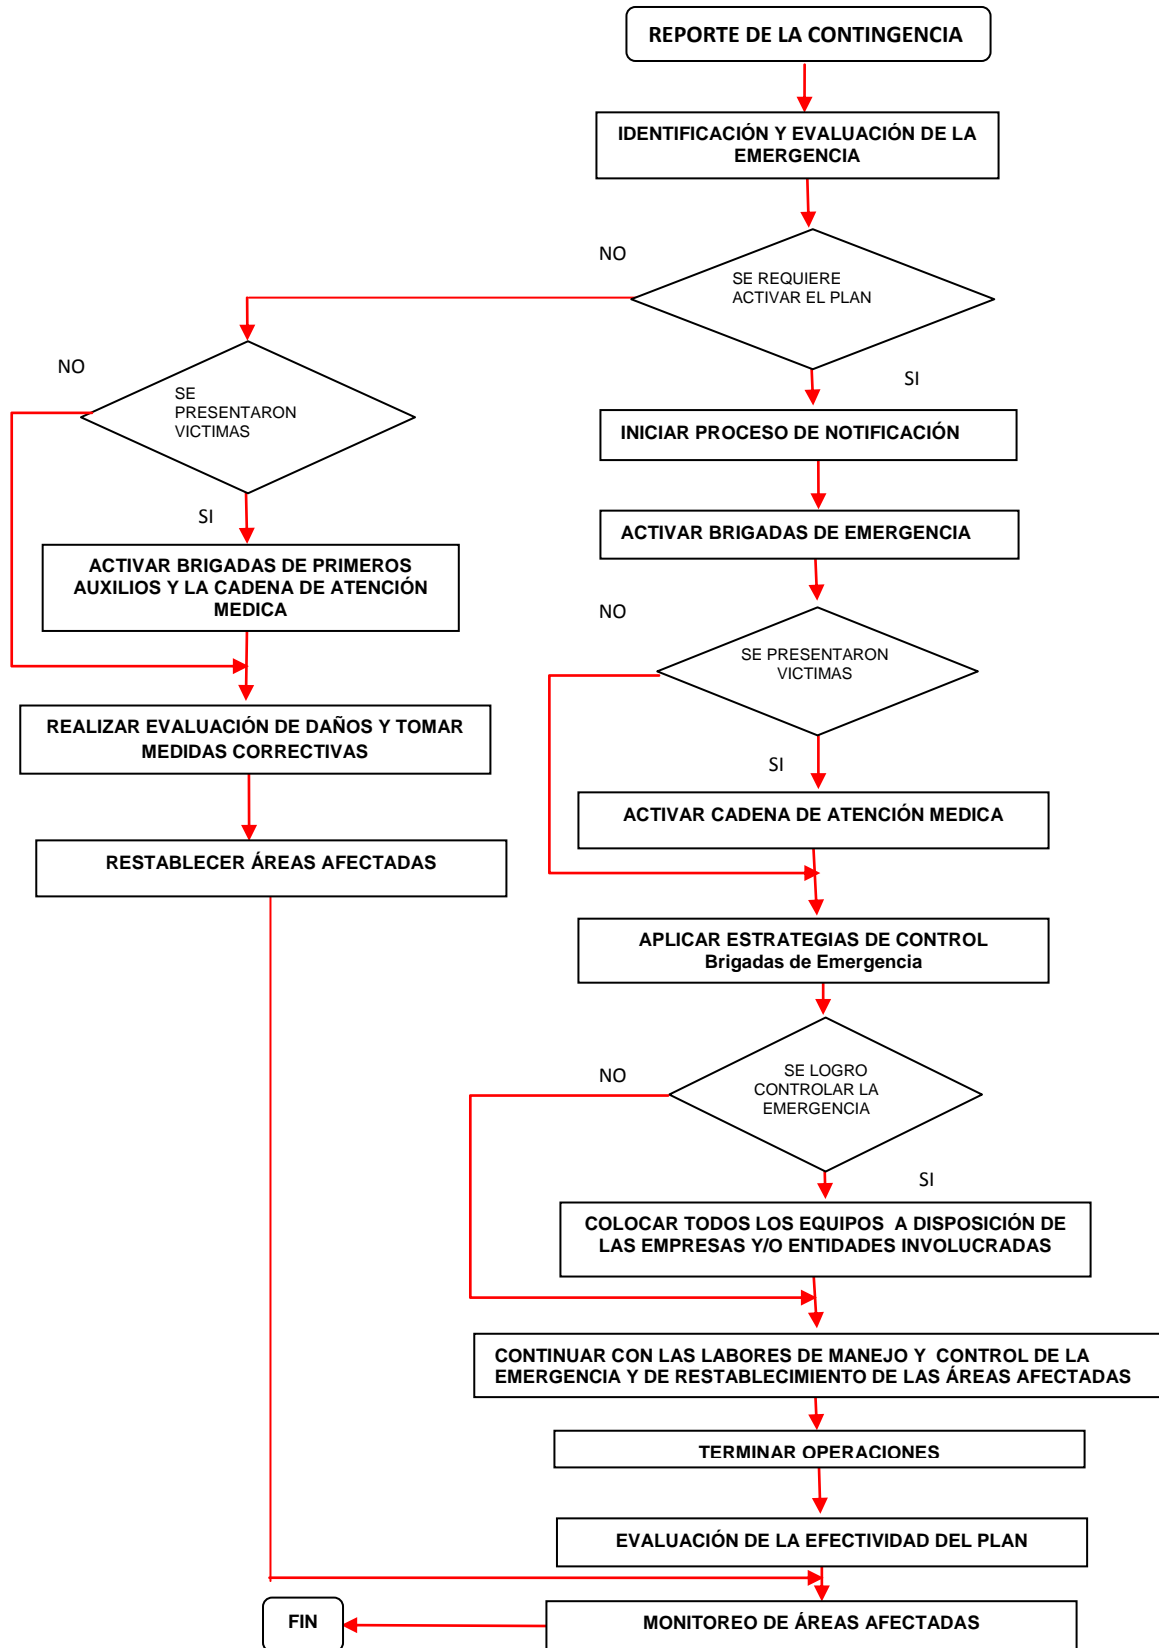 REPORTE DE LA CONTINGENCIA
IDENTIFICACIÓN Y EVALUACIÓN DE LA
EMERGENCIA
NO
SE REQUIERE
ACTIVAR EL PLAN
SI
NO
SE
PRESENTARON
VICTIMAS
SI
ACTIVAR BRIGADAS DE PRIMEROS
AUXILIOS Y LA CADENA DE ATENCIÓN
MEDICA
REALIZAR EVALUACIÓN DE DAÑOS Y TOMAR
MEDIDAS CORRECTIVAS
RESTABLECER ÁREAS AFECTADAS
INICIAR PROCESO DE NOTIFICACIÓN
ACTIVAR BRIGADAS DE EMERGENCIA
NO
SE PRESENTARON
VICTIMAS
SI
ACTIVAR CADENA DE ATENCIÓN MEDICA
APLICAR ESTRATEGIAS DE CONTROL
Brigadas de Emergencia
NO
SE LOGRO
CONTROLAR LA
EMERGENCIA
SI
COLOCAR TODOS LOS EQUIPOS A DISPOSICIÓN DE
LAS EMPRESAS Y/O ENTIDADES INVOLUCRADAS
CONTINUAR CON LAS LABORES DE MANEJO Y CONTROL DE LA
EMERGENCIA Y DE RESTABLECIMIENTO DE LAS ÁREAS AFECTADAS
TERMINAR OPERACIONES
EVALUACIÓN DE LA EFECTIVIDAD DEL PLAN
MONITOREO DE ÁREAS AFECTADAS
FIN